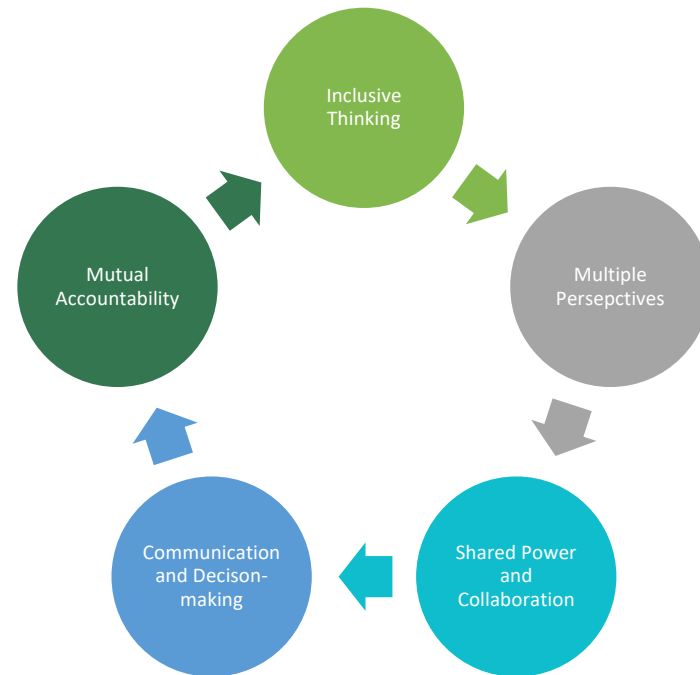 Inclusive
Thinking
Multiple
Persepctives
Shared Power
and
Collaboration
Communication
and Decison-
making
Mutual
Accountability